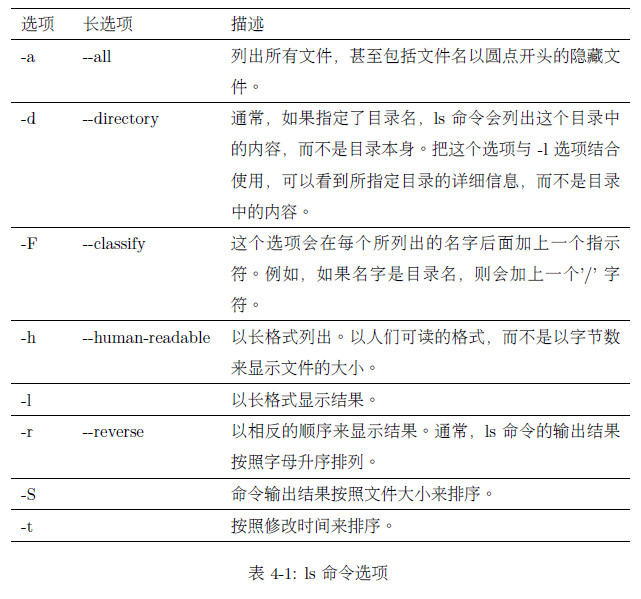 选项 长选项 描述
-a --all 列出所有文件，甚至包括文件名以圆点开头的隐藏文
件。
-d --directory 通常，如果指定了目录名，ls 命令会列出这个目录中
的内容，而不是目录本身。把这个选项与 -l 选项结合
使用，可以看到所指定目录的详细信息，而不是目录
中的内容。
-F --classify 这个选项会在每个所列出的名字后面加上一个指示
符。例如，如果名字是目录名，则会加上一个’/’ 字
符。
-h --human-readable 以长格式列出。以人们可读的格式，而不是以字节数
来显示文件的大小。
-l 以长格式显示结果。
-r --reverse 以相反的顺序来显示结果。通常，ls 命令的输出结果
按照字母升序排列。
-S 命令输出结果按照文件大小来排序。
-t 按照修改时间来排序。
表 4-1: ls 命令选项